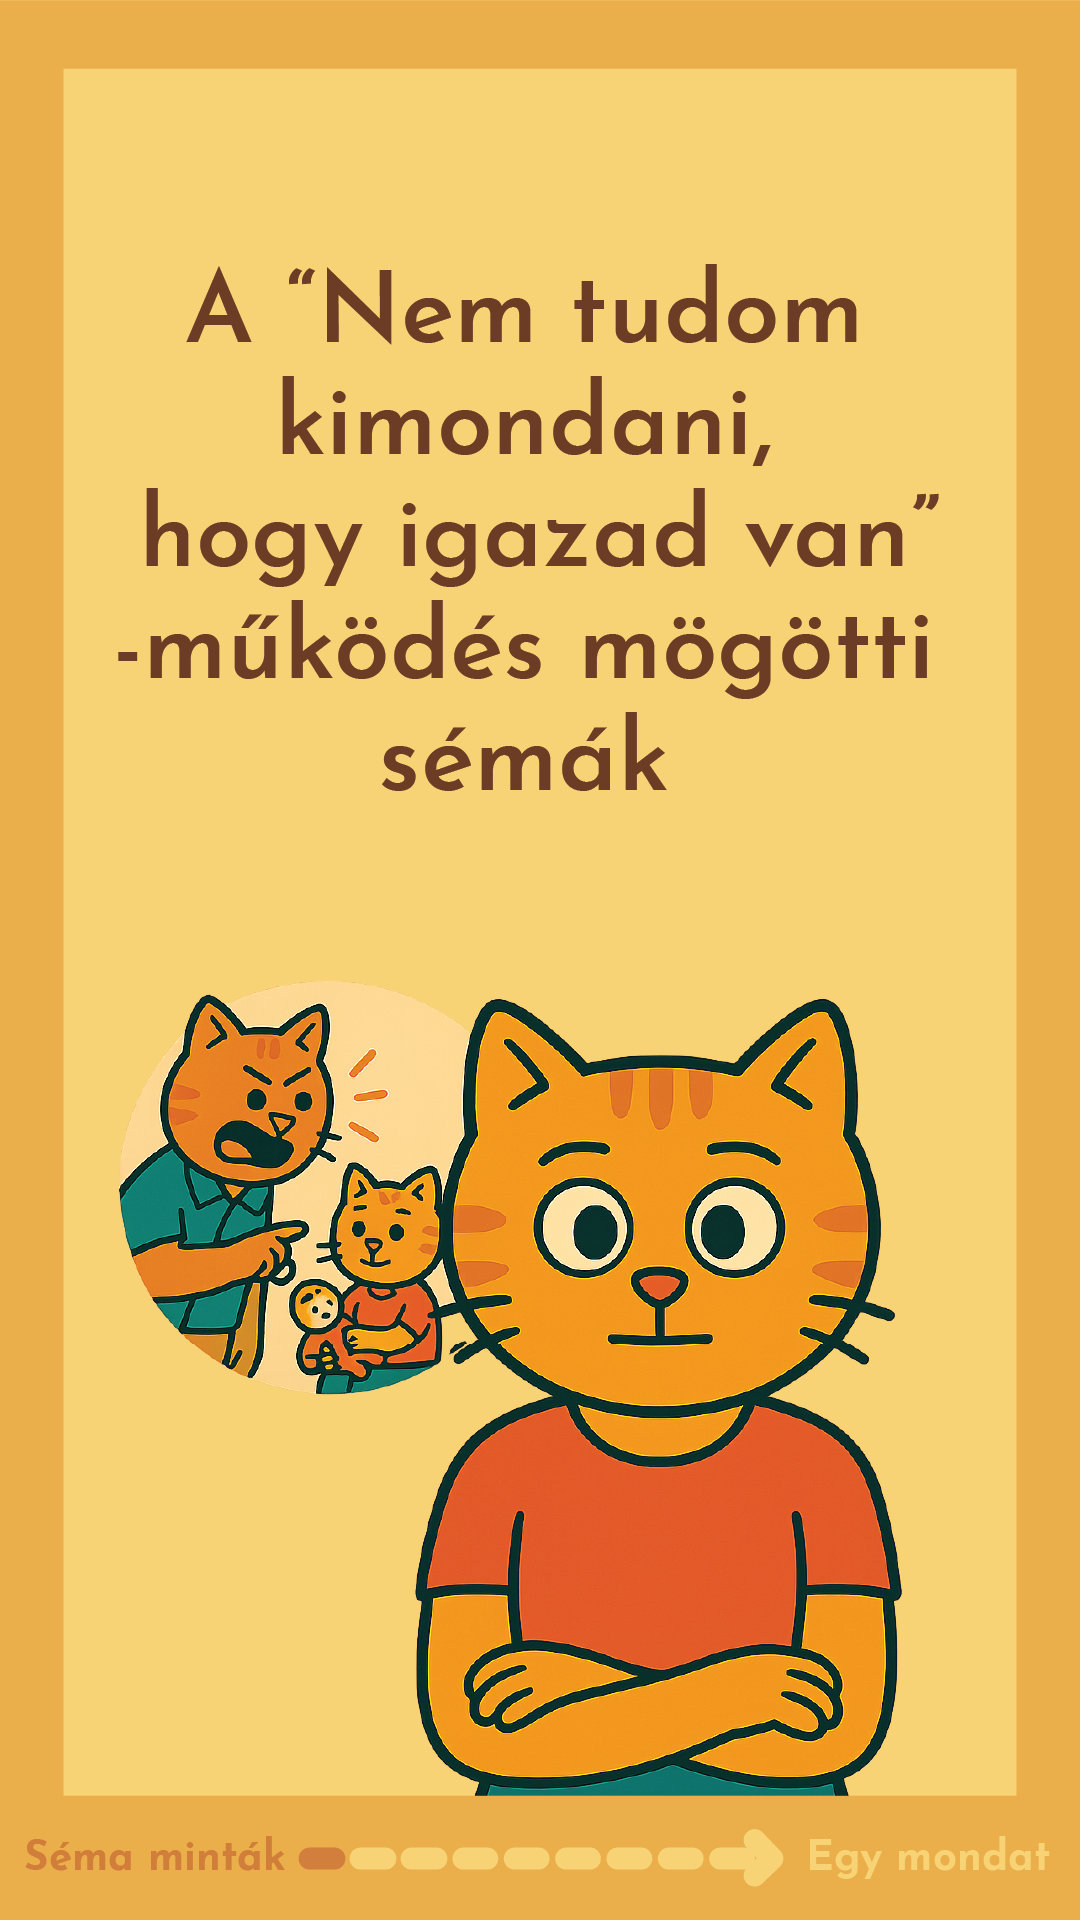 A “Nem tudom
kimondani,
hogy igazad van”
-működés mögötti
sémák
Séma minták
Egy mondat